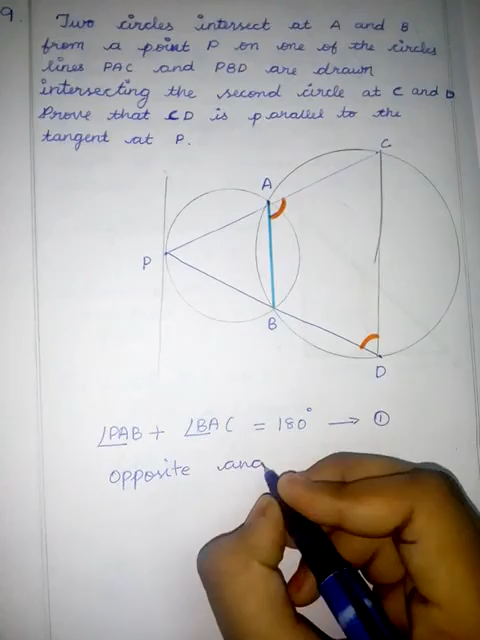 9.
Two circles intersect at A and B
from a point P on one of the circles
lines PAC and PBD are drawn
intersecting the second circle at C and D
Prove that CD is parallel to the
tangent at P.
C
A
P
B
D
∠PAB + ∠BAC = 180° → ①
opposite ang